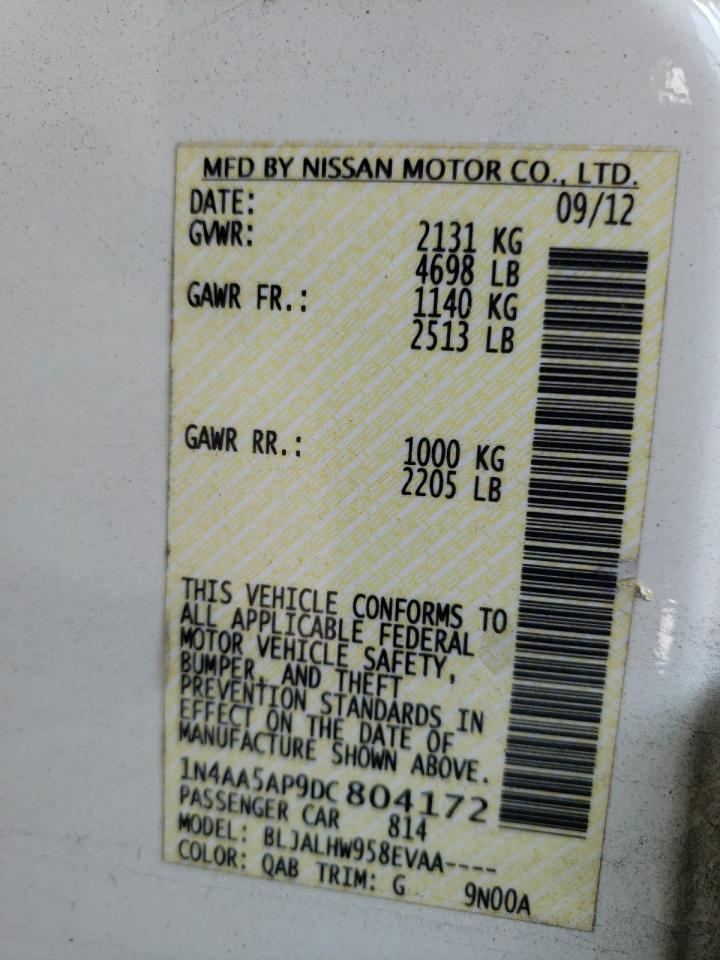 MFD BY NISSAN MOTOR CO., LTD.
DATE: 09/12
GVWR: 2131 KG
4698 LB
GAWR FR.: 1140 KG
2513 LB
GAWR RR.: 1000 KG
2205 LB
THIS VEHICLE CONFORMS TO
ALL APPLICABLE FEDERAL
MOTOR VEHICLE SAFETY,
BUMPER, AND THEFT
PREVENTION STANDARDS IN
EFFECT ON THE DATE OF
MANUFACTURE SHOWN ABOVE.
1N4AA5AP9DC 804172
PASSENGER CAR 814
MODEL: BLJALHW958EVAA----
COLOR: QAB TRIM: G 9N00A